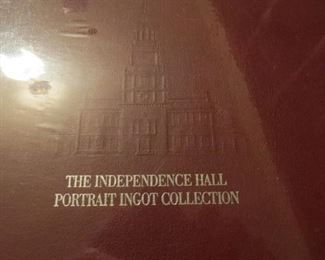 THE INDEPENDENCE HALL
PORTRAIT INGOT COLLECTION